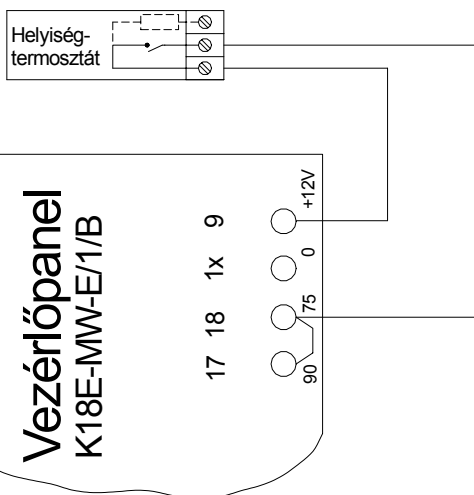 Helyiség-
termosztát
Vezérlőpanel
K18E-MW-E/1/B
9
1x
18
17
+12V
0
75
90